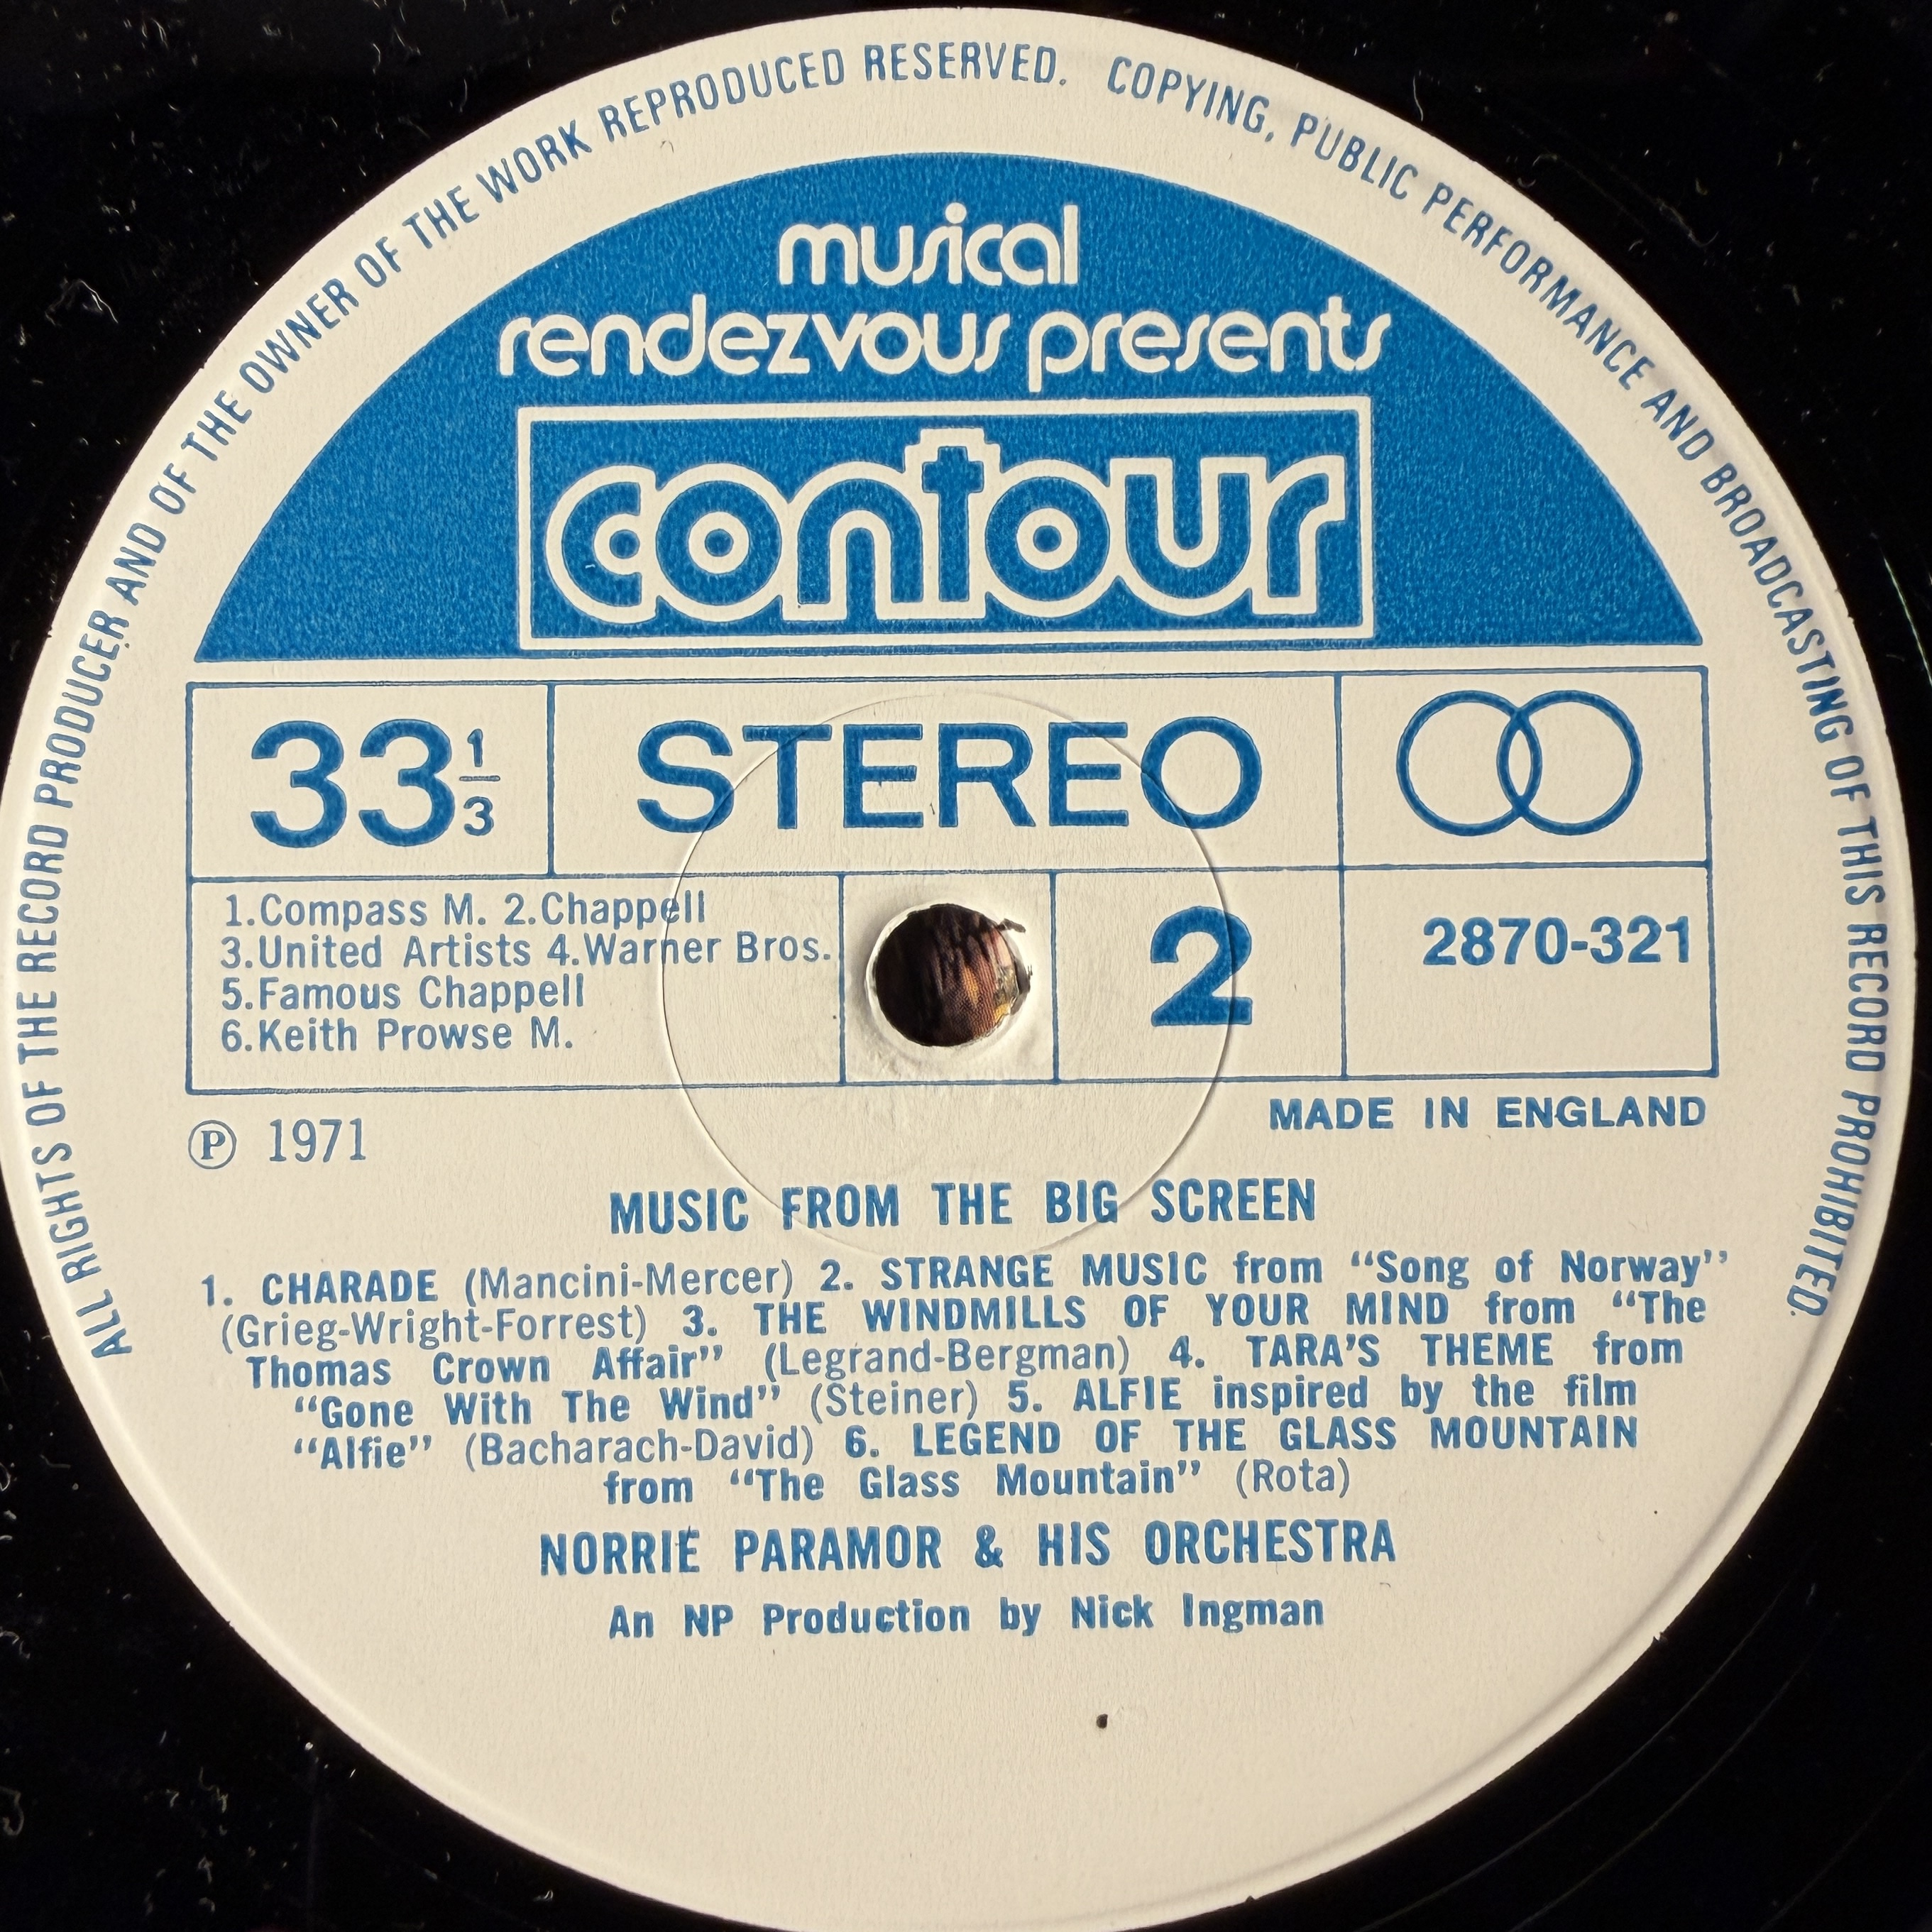 ALL RIGHTS OF THE RECORD PRODUCER AND OF THE OWNER OF THE WORK REPRODUCED RESERVED. COPYING, PUBLIC PERFORMANCE AND BROADCASTING OF THIS RECORD PROHIBITED.
musical
rendezvous presents
contour
33 1/3 STEREO
1.Compass M. 2.Chappell
3.United Artists 4.Warner Bros.
5.Famous Chappell
6.Keith Prowse M.
2
2870-321
Ⓟ 1971
MADE IN ENGLAND
MUSIC FROM THE BIG SCREEN
1. CHARADE (Mancini-Mercer) 2. STRANGE MUSIC from “Song of Norway”
(Grieg-Wright-Forrest) 3. THE WINDMILLS OF YOUR MIND from “The
Thomas Crown Affair” (Legrand-Bergman) 4. TARA'S THEME from
“Gone With The Wind” (Steiner) 5. ALFIE inspired by the film
“Alfie” (Bacharach-David) 6. LEGEND OF THE GLASS MOUNTAIN
from “The Glass Mountain” (Rota)
NORRIE PARAMOR & HIS ORCHESTRA
An NP Production by Nick Ingman